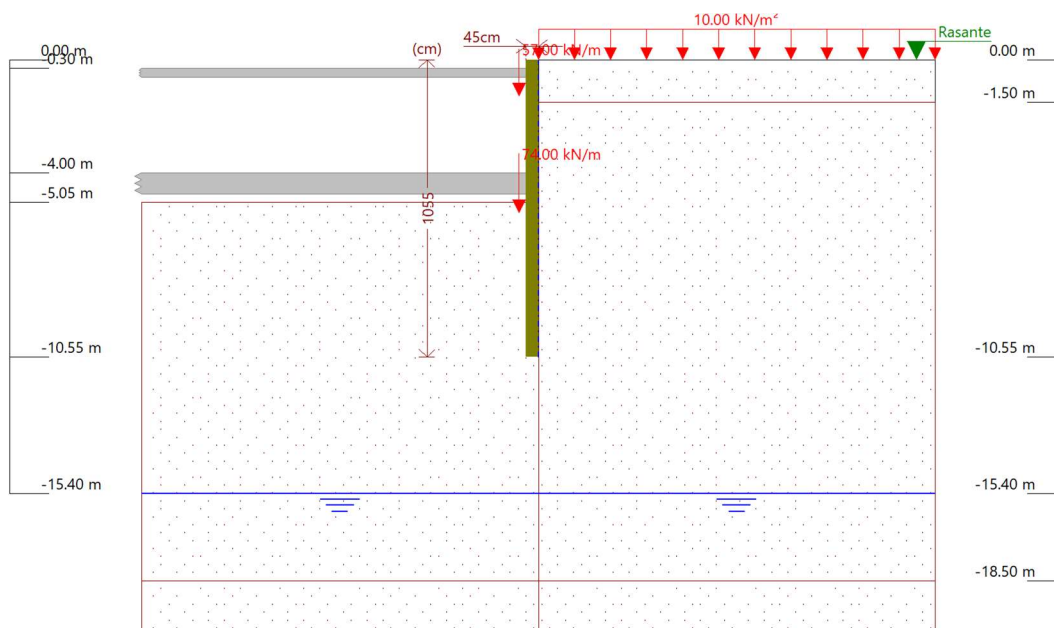 10.00 kN/m²
Rasante
45cm
(cm)
57.00 kN/m
0.00 m
0.30 m
0.00 m
-1.50 m
74.00 kN/m
-4.00 m
-5.05 m
1055
-10.55 m
-10.55 m
-15.40 m
-15.40 m
-18.50 m